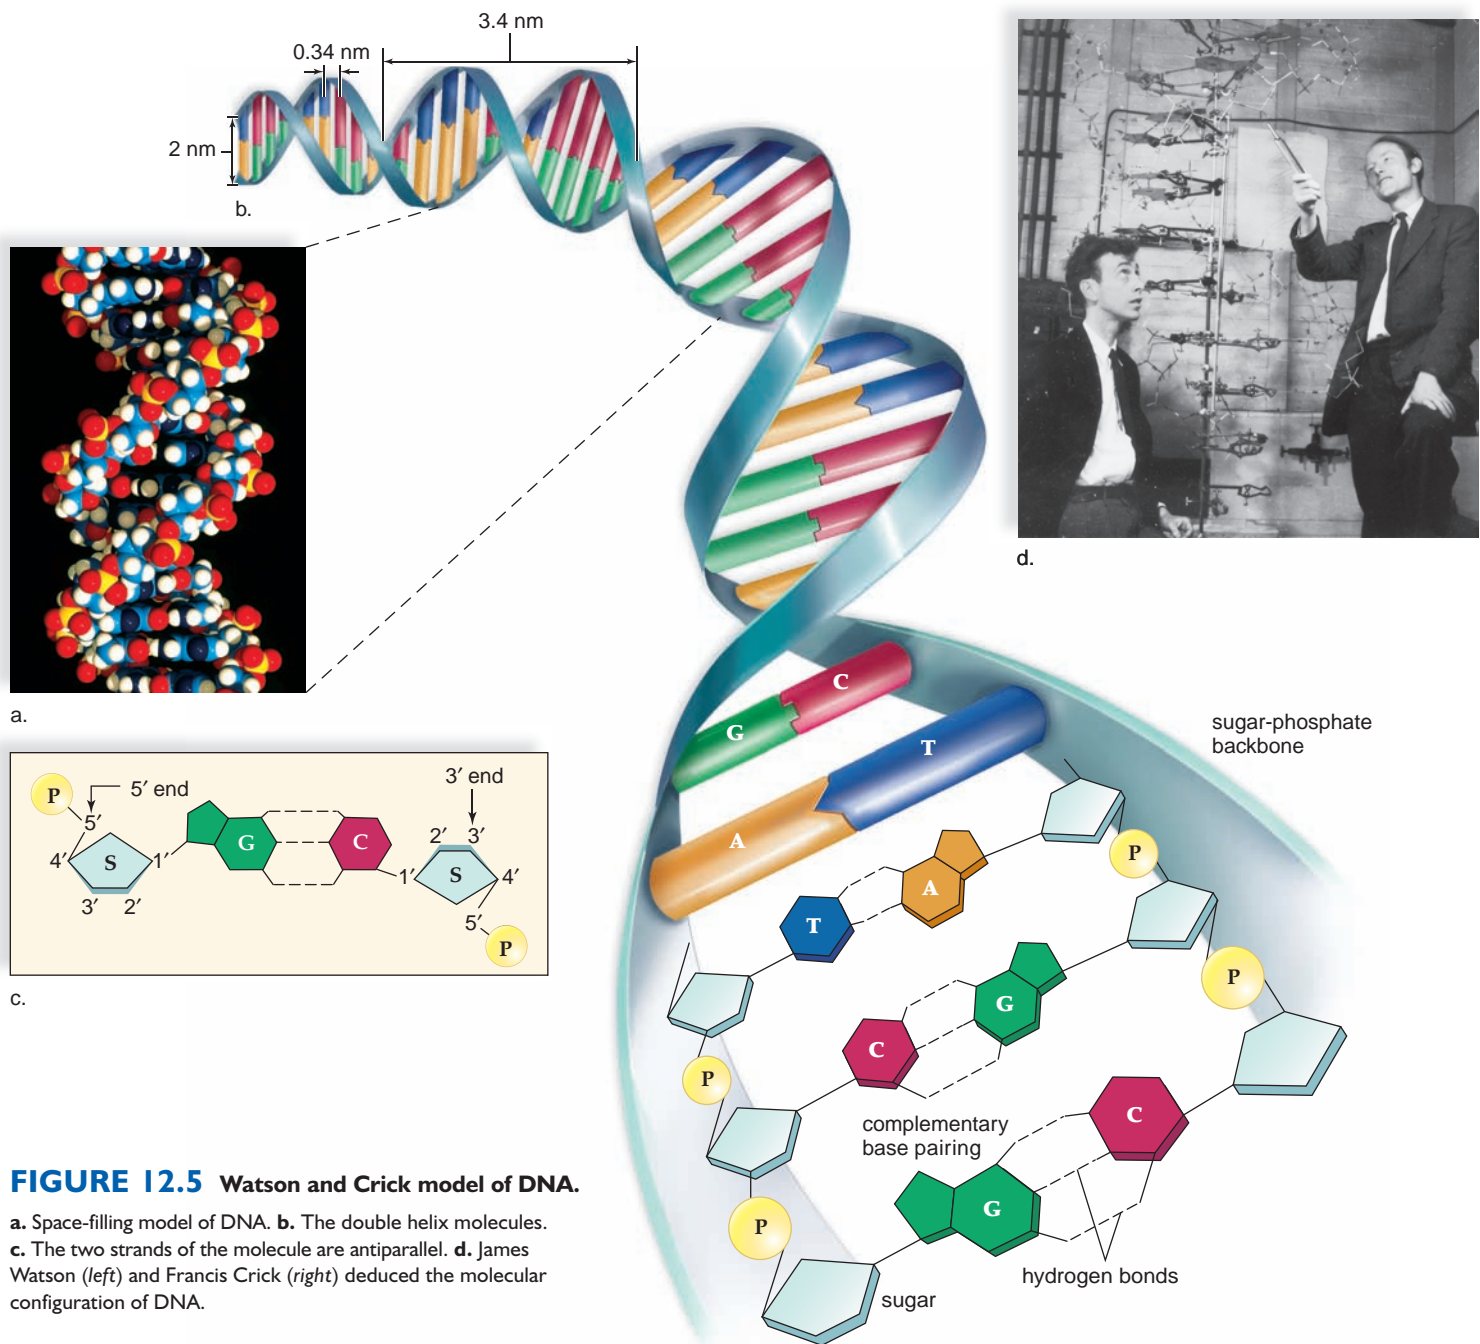 3.4 nm
0.34 nm
2 nm
b.
d.
a.
C
G
T
A
sugar-phosphate
backbone
P
5′ end
3′ end
5′
2′ 3′
G
C
4′
S
1′
1′
S
4′
3′ 2′
5′
P
c.
P
A
T
P
G
C
P
complementary
base pairing
C
G
P
hydrogen bonds
sugar
FIGURE 12.5 Watson and Crick model of DNA.
a. Space-filling model of DNA. b. The double helix molecules.
c. The two strands of the molecule are antiparallel. d. James
Watson (left) and Francis Crick (right) deduced the molecular
configuration of DNA.